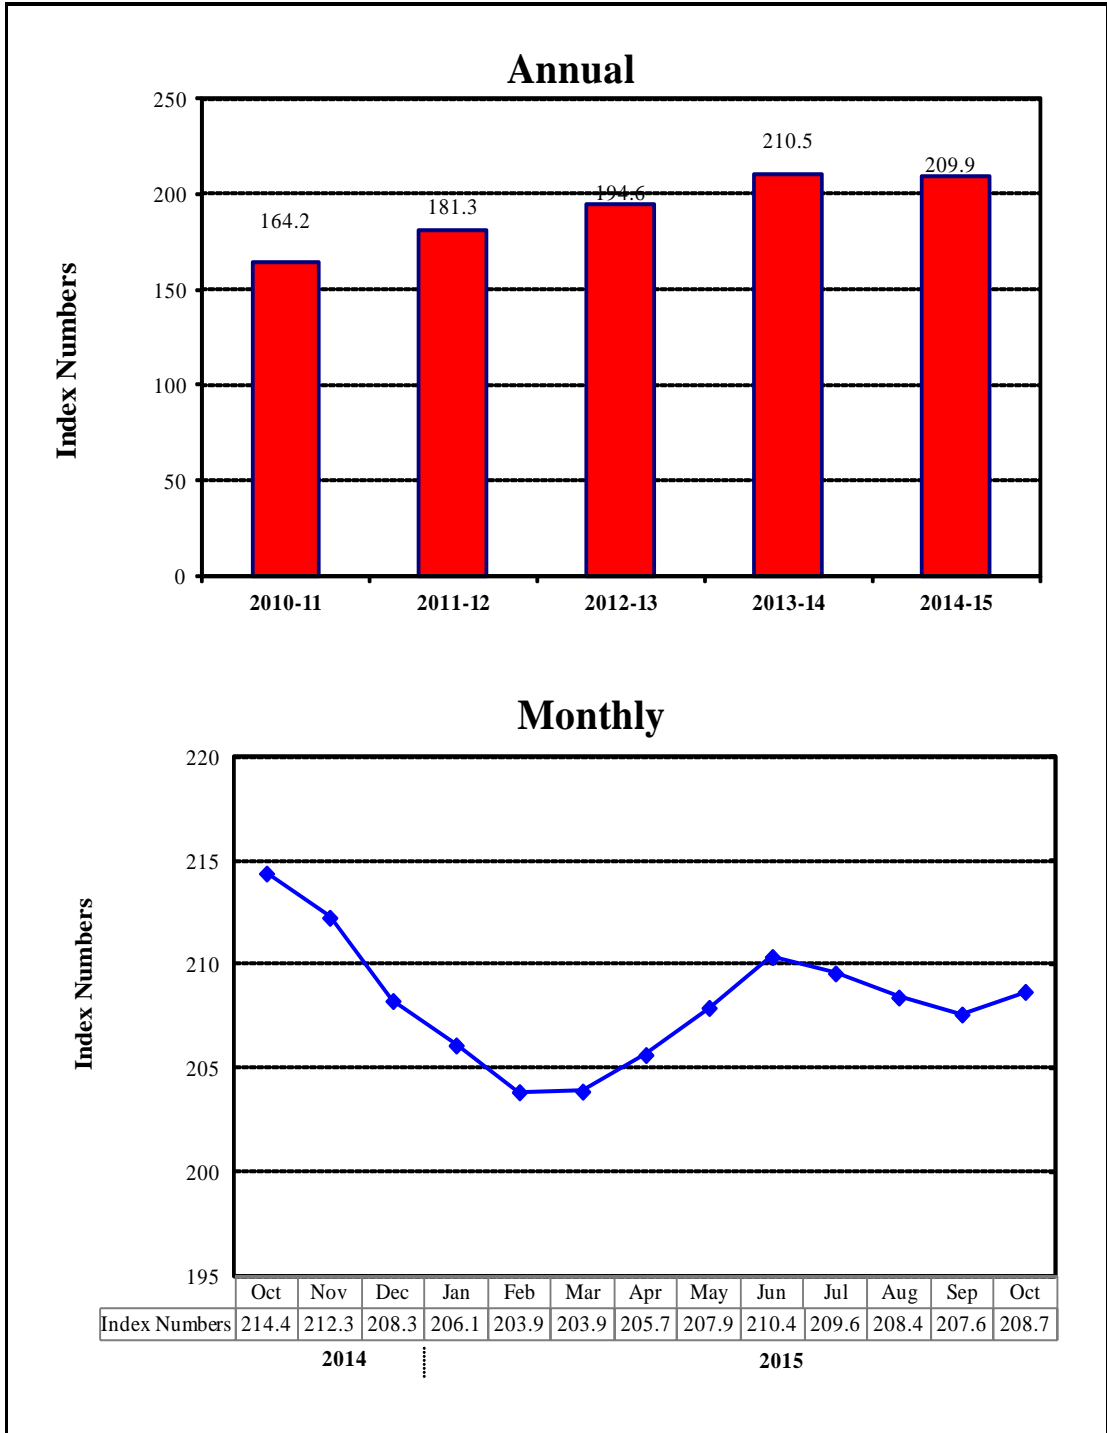 Annual
250
200
150
100
50
0
Index Numbers
164.2
181.3
194.6
210.5
209.9
2010-11 2011-12 2012-13 2013-14 2014-15
Monthly
220
215
210
205
200
195
Index Numbers
Oct Nov Dec Jan Feb Mar Apr May Jun Jul Aug Sep Oct
Index Numbers 214.4 212.3 208.3 206.1 203.9 203.9 205.7 207.9 210.4 209.6 208.4 207.6 208.7
2014 2015